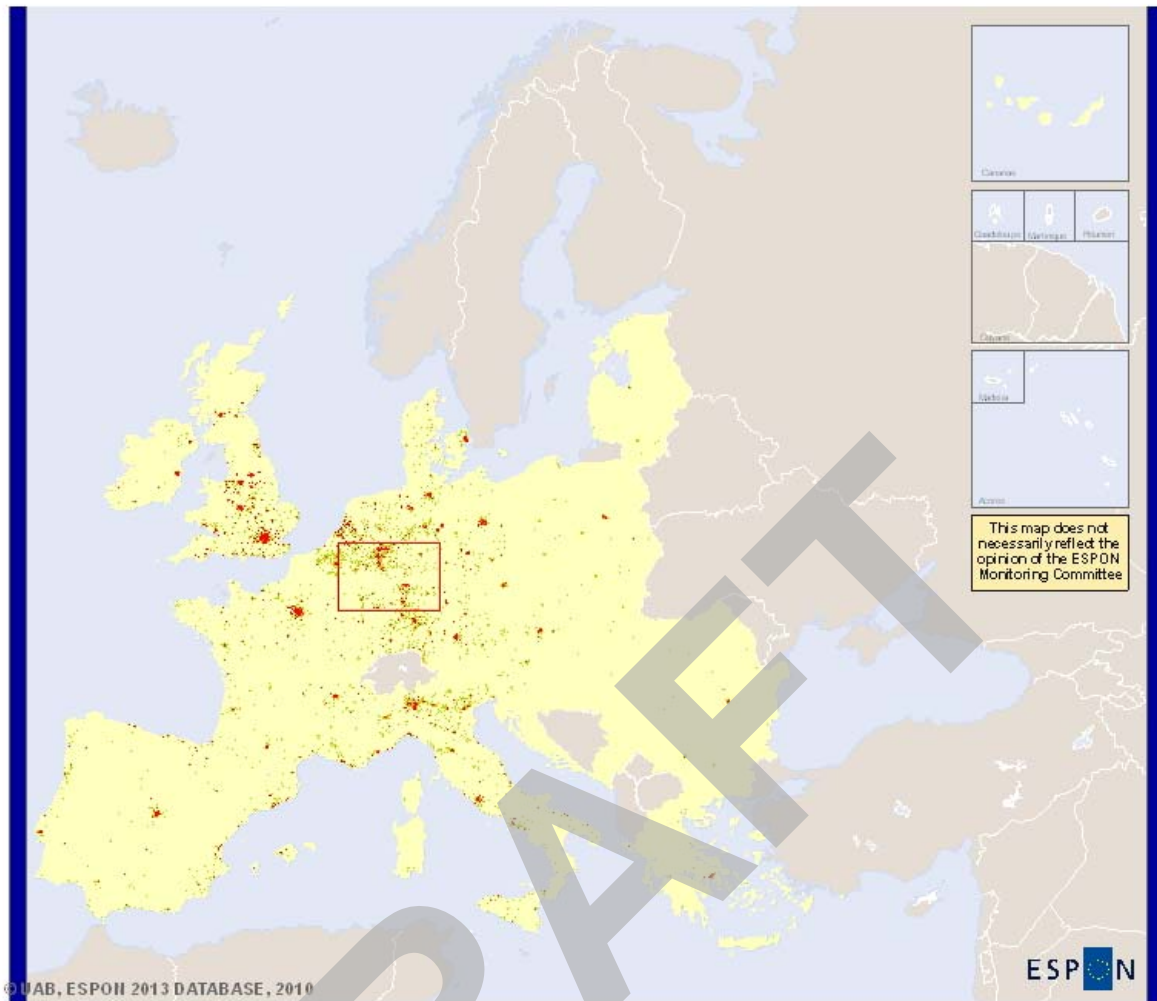 Canarias
Guadeloupe
Martinique
Réunion
Guyane
Madeira
Acores
This map does not
necessarily reflect the
opinion of the ESPON
Monitoring Committee
DRAFT
ESPON
© UAB, ESPON 2013 DATABASE, 2010